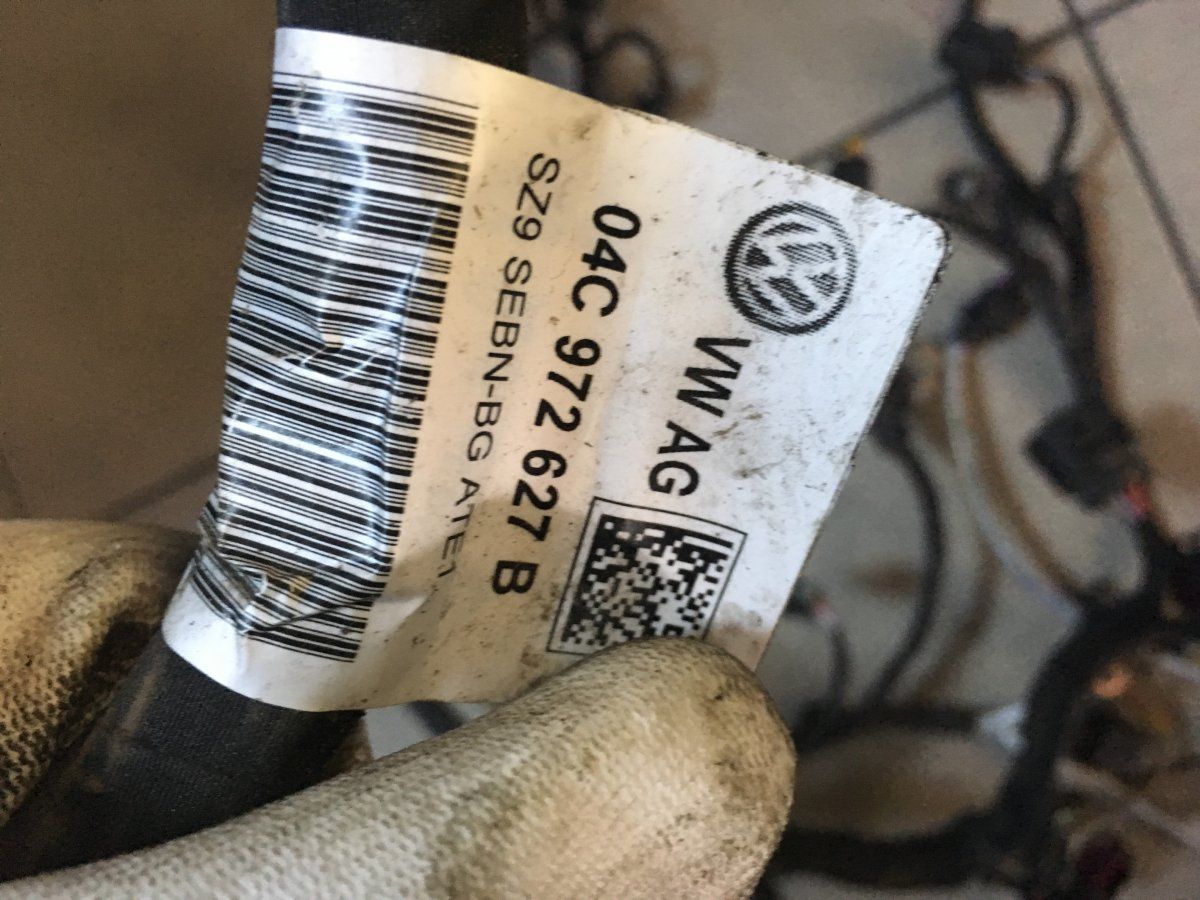 VW AG
04C 972 627 B
SZ9 SEBN-BG ATE1